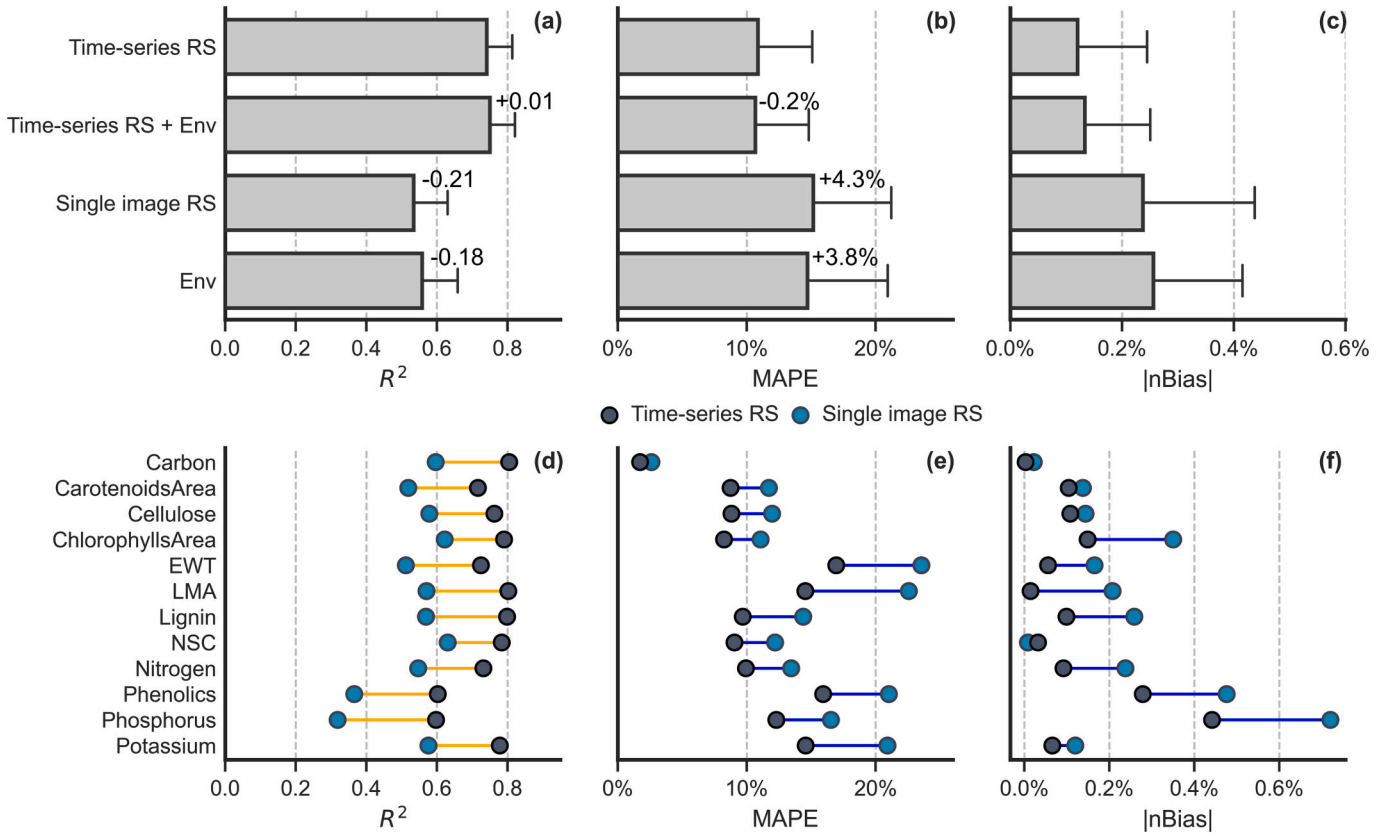 (a)
(b)
(c)
Time-series RS
Time-series RS + Env
Single image RS
Env
+0.01
-0.21
-0.18
-0.2%
+4.3%
+3.8%
0.0 0.2 0.4 0.6 0.8
0% 10% 20%
0.0% 0.2% 0.4% 0.6%
R²
MAPE
|nBias|
Time-series RS Single image RS
(d)
(e)
(f)
Carbon
CarotenoidsArea
Cellulose
ChlorophyllsArea
EWT
LMA
Lignin
NSC
Nitrogen
Phenolics
Phosphorus
Potassium
0.0 0.2 0.4 0.6 0.8
0% 10% 20%
0.0% 0.2% 0.4% 0.6%
R²
MAPE
|nBias|